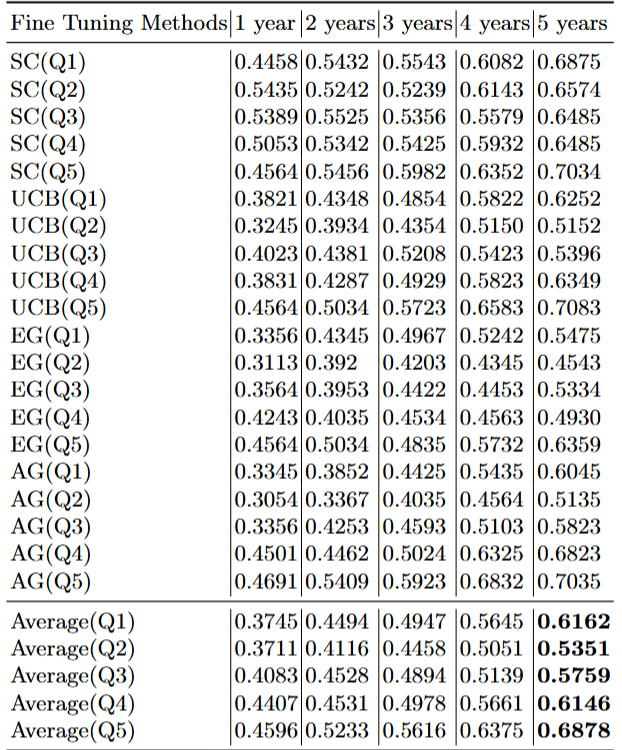 Fine Tuning Methods 1 year 2 years 3 years 4 years 5 years
SC(Q1) 0.4458 0.5432 0.5543 0.6082 0.6875
SC(Q2) 0.5435 0.5242 0.5239 0.6143 0.6574
SC(Q3) 0.5389 0.5525 0.5356 0.5579 0.6485
SC(Q4) 0.5053 0.5342 0.5425 0.5932 0.6485
SC(Q5) 0.4564 0.5456 0.5982 0.6352 0.7034
UCB(Q1) 0.3821 0.4348 0.4854 0.5822 0.6252
UCB(Q2) 0.3245 0.3934 0.4354 0.5150 0.5152
UCB(Q3) 0.4023 0.4381 0.5208 0.5423 0.5396
UCB(Q4) 0.3831 0.4287 0.4929 0.5823 0.6349
UCB(Q5) 0.4564 0.5034 0.5723 0.6583 0.7083
EG(Q1) 0.3356 0.4345 0.4967 0.5242 0.5475
EG(Q2) 0.3113 0.392 0.4203 0.4345 0.4543
EG(Q3) 0.3564 0.3953 0.4422 0.4453 0.5334
EG(Q4) 0.4243 0.4035 0.4534 0.4563 0.4930
EG(Q5) 0.4564 0.5034 0.4835 0.5732 0.6359
AG(Q1) 0.3345 0.3852 0.4425 0.5435 0.6045
AG(Q2) 0.3054 0.3367 0.4035 0.4564 0.5135
AG(Q3) 0.3356 0.4253 0.4593 0.5103 0.5823
AG(Q4) 0.4501 0.4462 0.5024 0.6325 0.6823
AG(Q5) 0.4691 0.5409 0.5923 0.6832 0.7035
Average(Q1) 0.3745 0.4494 0.4947 0.5645 0.6162
Average(Q2) 0.3711 0.4116 0.4458 0.5051 0.5351
Average(Q3) 0.4083 0.4528 0.4894 0.5139 0.5759
Average(Q4) 0.4407 0.4531 0.4978 0.5661 0.6146
Average(Q5) 0.4596 0.5233 0.5616 0.6375 0.6878